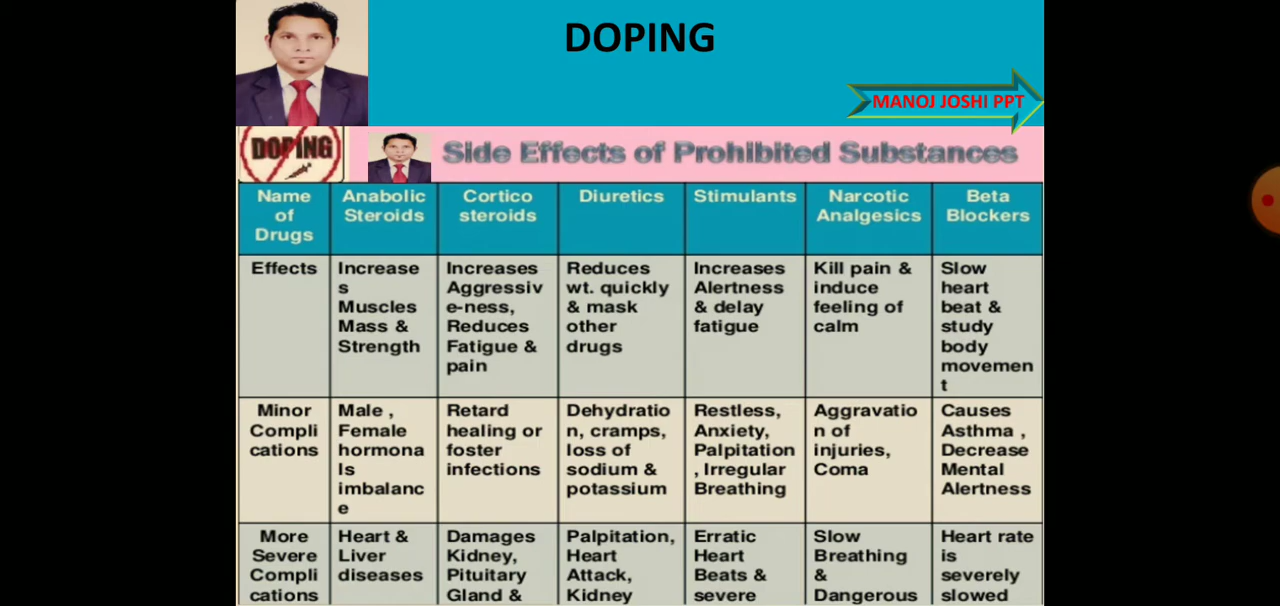 DOPING
MANOJ JOSHI PPT
DOPING
Side Effects of Prohibited Substances
Name
of
Drugs
Anabolic
Steroids
Cortico
steroids
Diuretics
Stimulants
Narcotic
Analgesics
Beta
Blockers
Effects
Increase
s
Muscles
Mass &
Strength
Increases
Aggressiv
e-ness,
Reduces
Fatigue &
pain
Reduces
wt. quickly
& mask
other
drugs
Increases
Alertness
& delay
fatigue
Kill pain &
induce
feeling of
calm
Slow
heart
beat &
study
body
movemen
t
Minor
Compli
cations
Male ,
Female
hormona
ls
imbalanc
e
Retard
healing or
foster
infections
Dehydratio
n, cramps,
loss of
sodium &
potassium
Restless,
Anxiety,
Palpitation
, Irregular
Breathing
Aggravatio
n of
injuries,
Coma
Causes
Asthma ,
Decrease
Mental
Alertness
More
Severe
Compli
cations
Heart &
Liver
diseases
Damages
Kidney,
Pituitary
Gland &
Palpitation,
Heart
Attack,
Kidney
Erratic
Heart
Beats &
severe
Slow
Breathing
&
Dangerous
Heart rate
is
severely
slowed